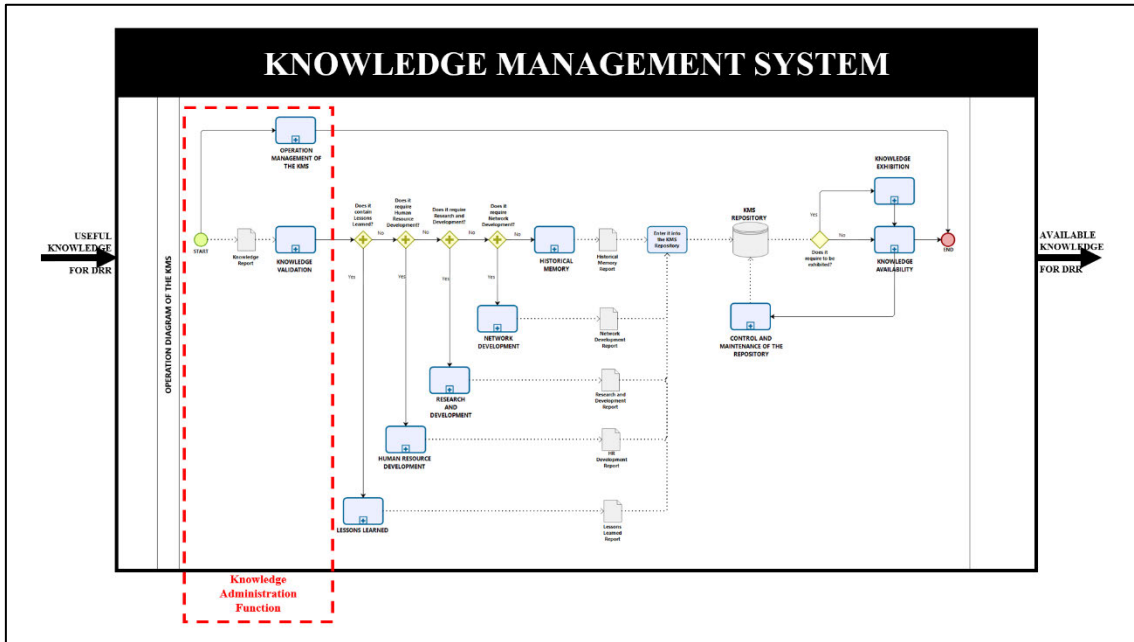 KNOWLEDGE MANAGEMENT SYSTEM
OPERATION DIAGRAM OF THE KMS
USEFUL
KNOWLEDGE
FOR DRR
OPERATION
MANAGEMENT OF
THE KMS
START
Knowledge
Report
KNOWLEDGE
VALIDATION
Does it
contain
Lessons
Learned?
Does it
require
Human
Resource
Development?
Does it require
Research and
Development?
Does it
require
Network
Development?
No
No
No
No
Yes
Yes
Yes
Yes
HISTORICAL
MEMORY
Historical
Memory
Report
Enter it into
the KMS
Repository
KMS
REPOSITORY
Does it
require to be
exhibited?
Yes
KNOWLEDGE
EXHIBITION
KNOWLEDGE
AVAILABILITY
END
CONTROL AND
MAINTENANCE OF THE
REPOSITORY
NETWORK
DEVELOPMENT
Network
Development
Report
RESEARCH
AND
DEVELOPMENT
Research and
Development
Report
HUMAN RESOURCE
DEVELOPMENT
HR
Development
Report
LESSONS LEARNED
Lessons
Learned
Report
AVAILABLE
KNOWLEDGE
FOR DRR
Knowledge
Administration
Function